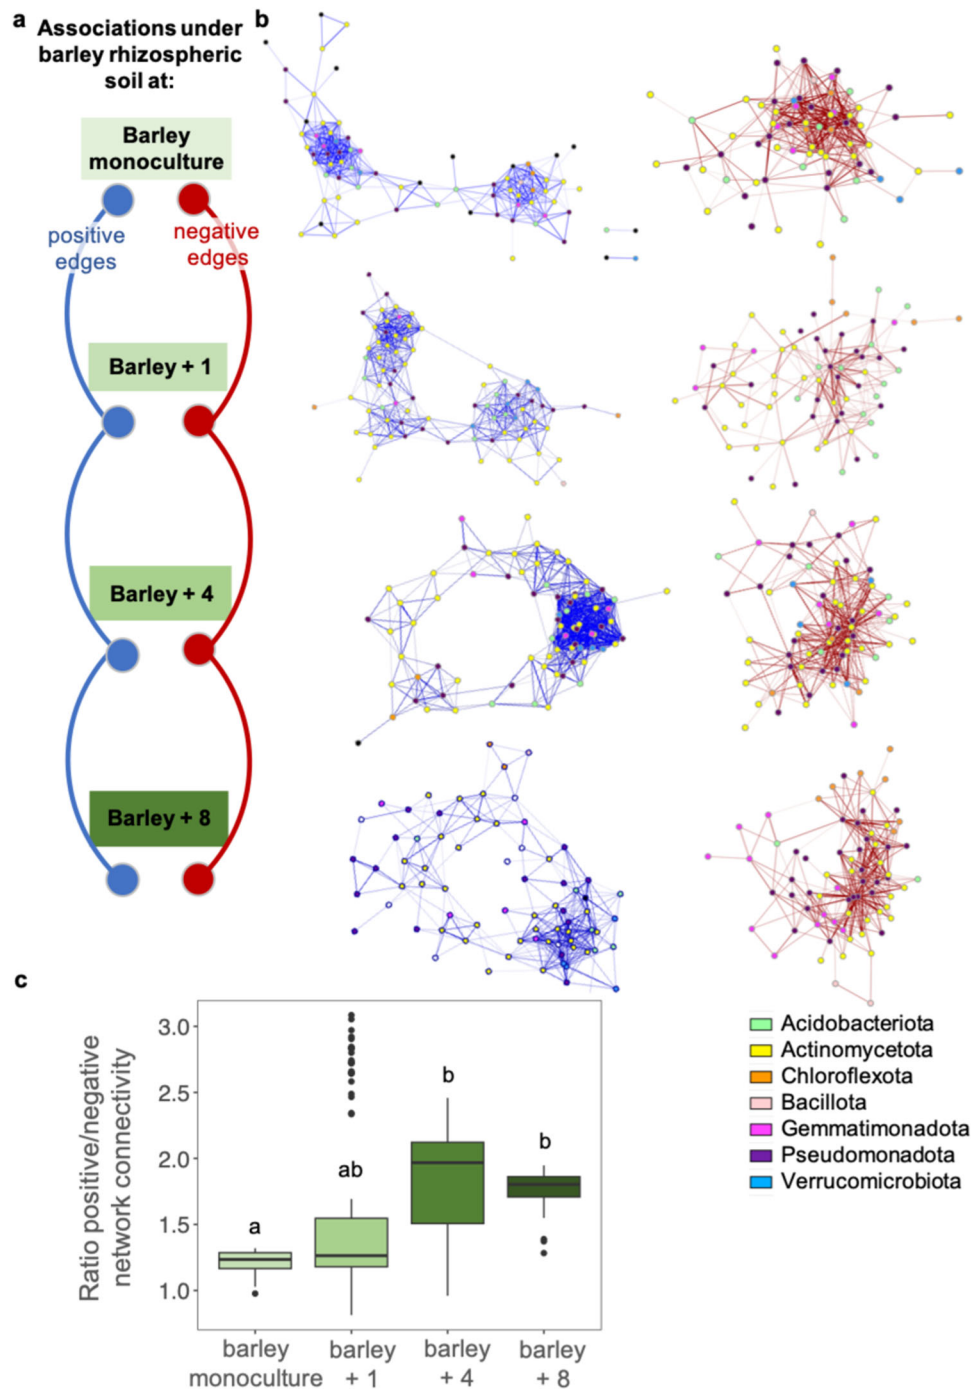 a
Associations under
barley rhizospheric
soil at:
Barley
monoculture
positive
edges
negative
edges
Barley + 1
Barley + 4
Barley + 8
b
c
Ratio positive/negative
network connectivity
3.0
2.5
2.0
1.5
1.0
a
ab
b
b
barley
monoculture
barley
+ 1
barley
+ 4
barley
+ 8
Acidobacteriota
Actinomycetota
Chloroflexota
Bacillota
Gemmatimonadota
Pseudomonadota
Verrucomicrobiota